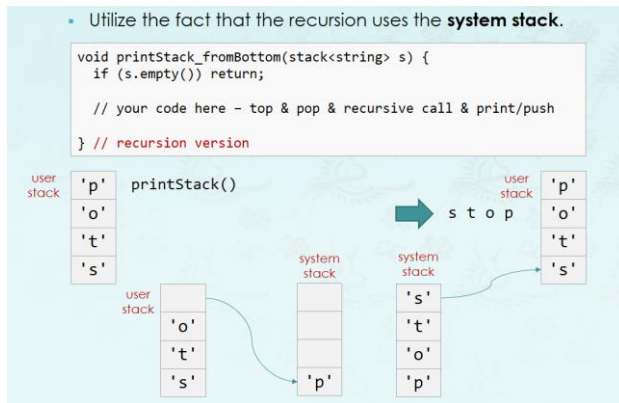 ▪ Utilize the fact that the recursion uses the system stack.
void printStack_fromBottom(stack<string> s) {
if (s.empty()) return;
// your code here – top & pop & recursive call & print/push
} // recursion version
user
stack
'p'
'o'
't'
's'
printStack()
s t o p
user
stack
'p'
'o'
't'
's'
user
stack
'o'
't'
's'
system
stack
'p'
system
stack
's'
't'
'o'
'p'